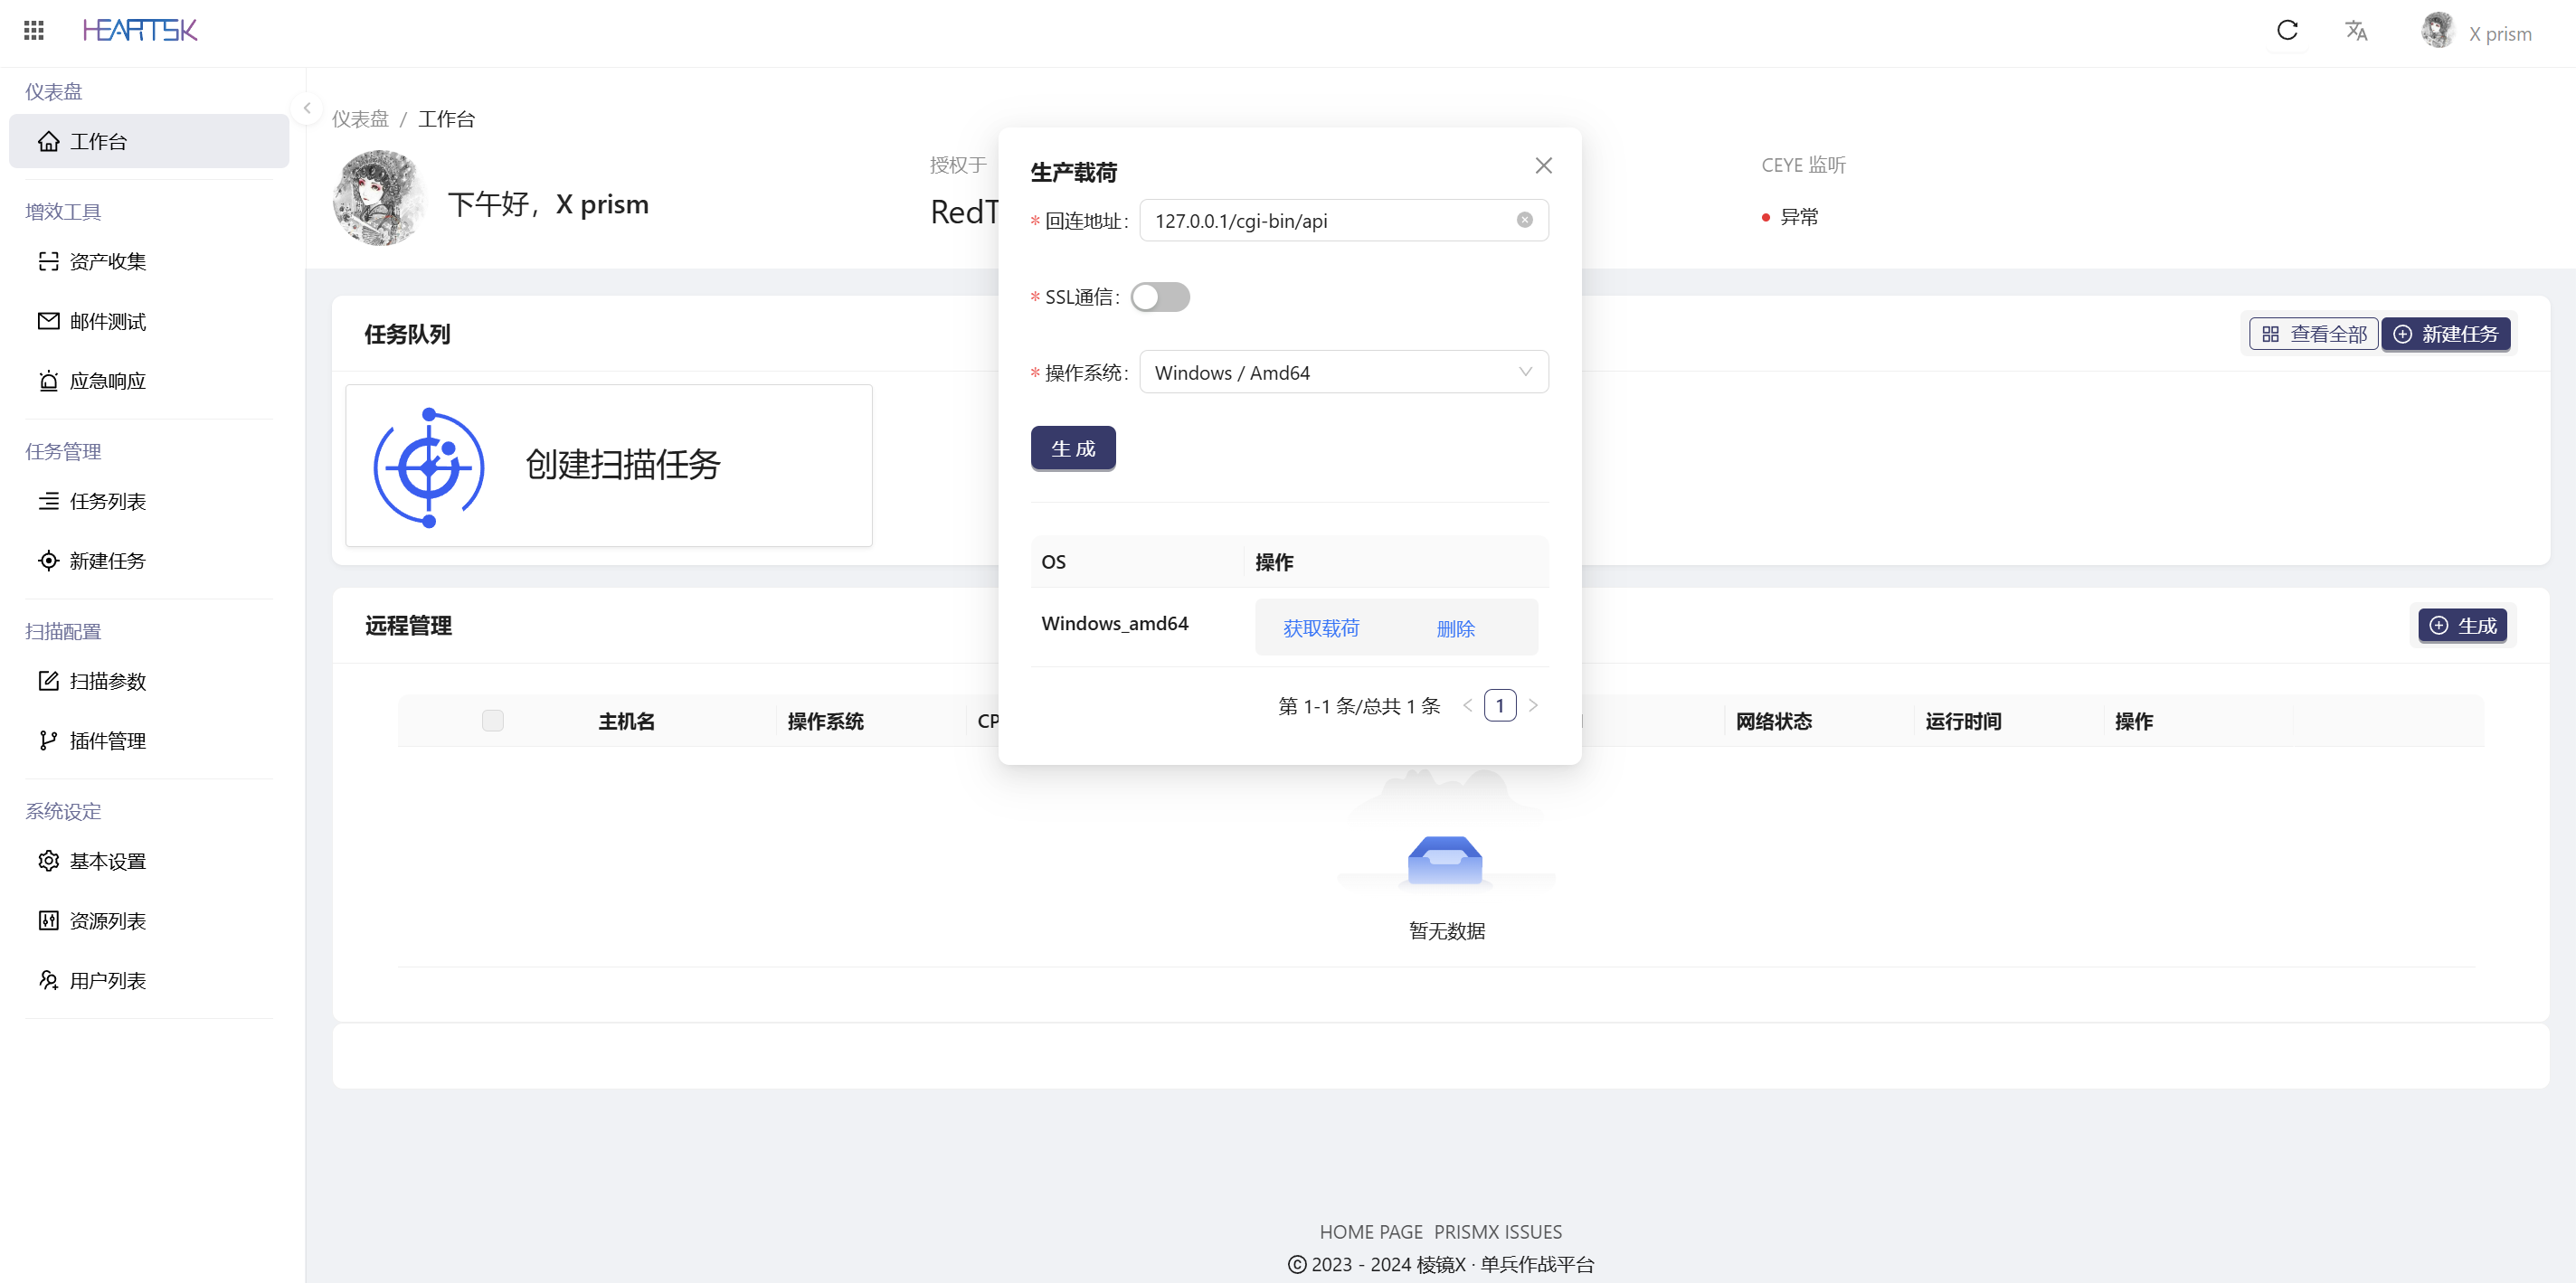 HEARTSK
X prism
仪表盘
工作台
增效工具
资产收集
邮件测试
应急响应
任务管理
任务列表
新建任务
扫描配置
扫描参数
插件管理
系统设定
基本设置
资源列表
用户列表
仪表盘 / 工作台
下午好，X prism
授权于
RedT
CEYE 监听
异常
任务队列
查看全部
新建任务
创建扫描任务
远程管理
生成
主机名 操作系统 CP 网络状态 运行时间 操作
暂无数据
生产载荷
* 回连地址: 127.0.0.1/cgi-bin/api
* SSL通信:
* 操作系统: Windows / Amd64
生 成
OS 操作
Windows_amd64 获取载荷 删除
第 1-1 条/总共 1 条 < 1 >
HOME PAGE PRISMX ISSUES
© 2023 - 2024 棱镜X · 单兵作战平台